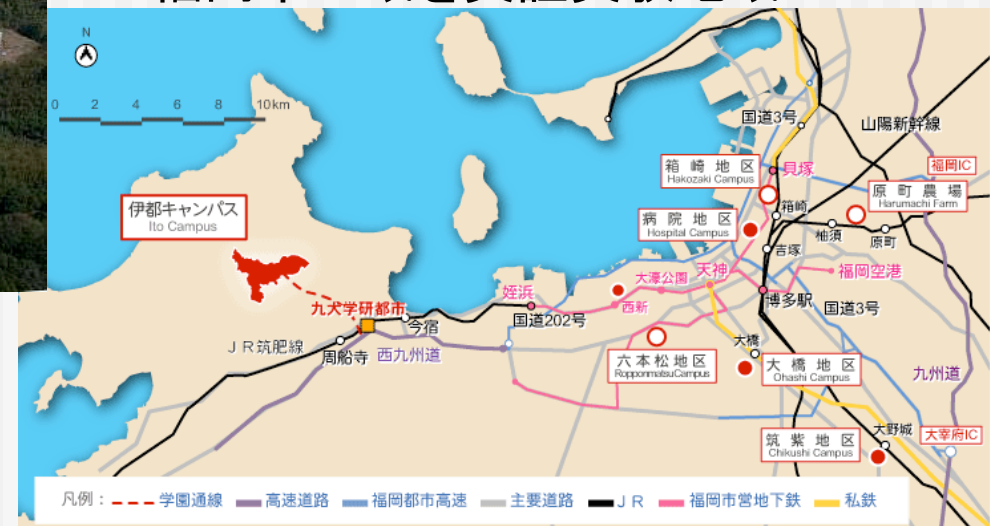 N
0 2 4 6 8 10km
国道3号
山陽新幹線
箱崎地区
Hakozaki Campus
貝塚
福岡IC
原町農場
Harumachi Farm
伊都キャンパス
Ito Campus
病院地区
Hospital Campus
箱崎
柚須
原町
吉塚
天神
福岡空港
大濠公園
姪浜
西新
博多駅
国道3号
九大学研都市
今宿
国道202号
JR筑肥線
周船寺
西九州道
六本松地区
RopponmatsuCampus
大橋
大橋地区
Ohashi Campus
九州道
筑紫地区
Chikushi Campus
大野城
大宰府IC
凡例：学園通線 高速道路 福岡都市高速 主要道路 JR 福岡市営地下鉄 私鉄